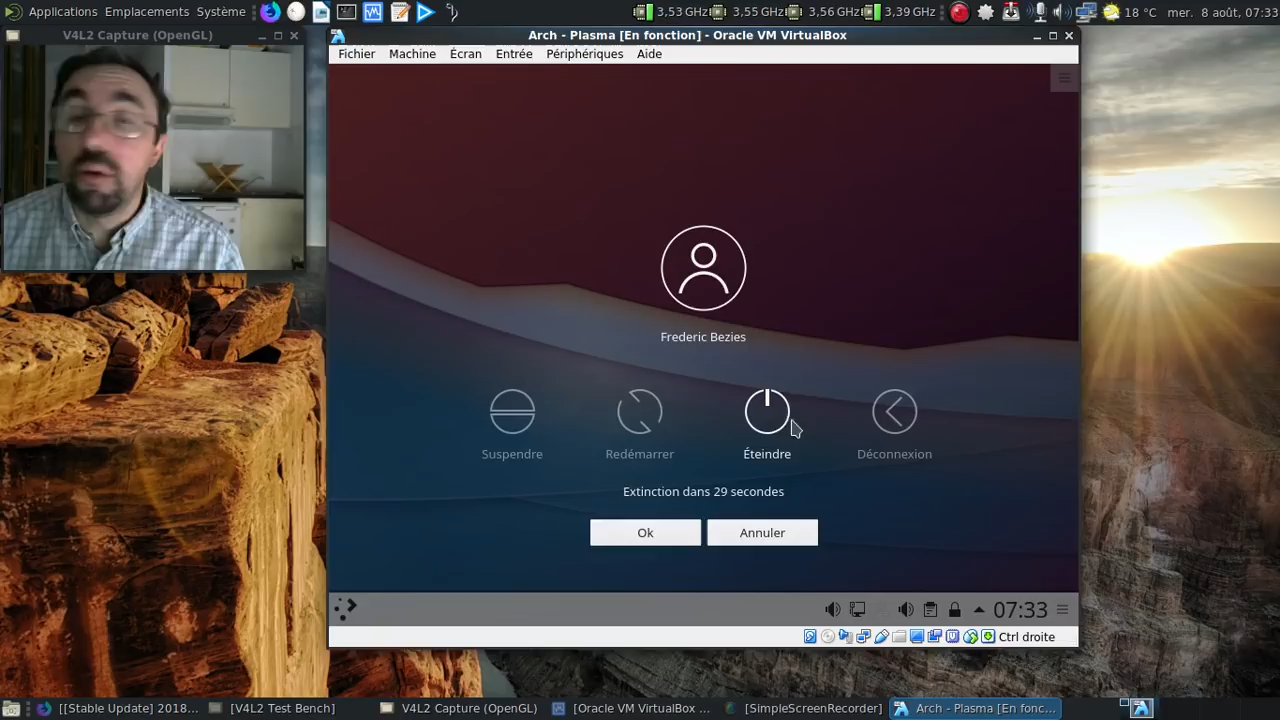 Applications Emplacements Système
3,53 GHz 3,55 GHz 3,56 GHz 3,39 GHz 18 °C mer. 8 août, 07:33
V4L2 Capture (OpenGL)
Arch - Plasma [En fonction] - Oracle VM VirtualBox
Fichier Machine Écran Entrée Périphériques Aide
Frederic Bezies
Suspendre Redémarrer Éteindre Déconnexion
Extinction dans 29 secondes
Ok Annuler
07:33
Ctrl droite
[[Stable Update] 2018... [V4L2 Test Bench] V4L2 Capture (OpenGL) [Oracle VM VirtualBox ... [SimpleScreenRecorder] Arch - Plasma [En fonc...